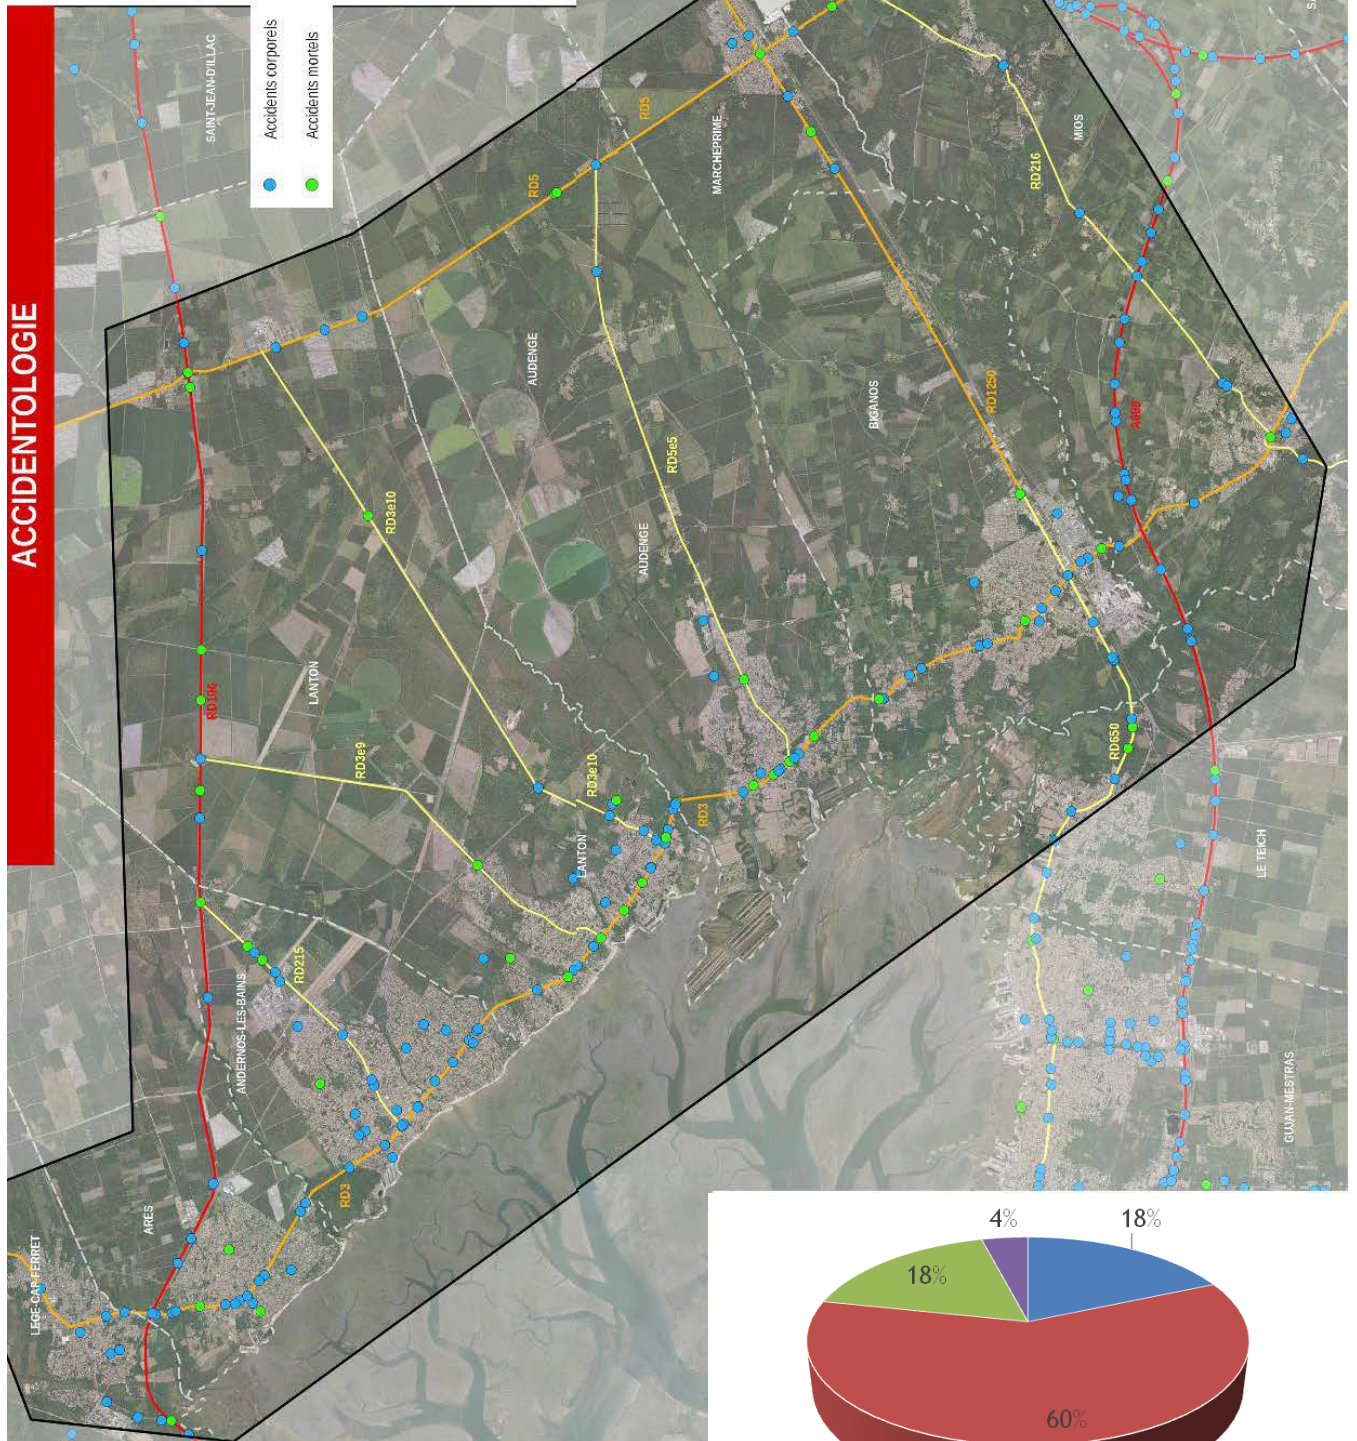 ACCIDENTOLOGIE
Accidents corporels
Accidents mortels
SAINT-JEAN-D'ILLAC
MARCHEPRIME
MIOS
RD5
RD5
RD216
AUDENGE
RD5e5
BIGANOS
RD1250
A660
RD3e10
AUDENGE
LANTON
RD106
RD3e9
RD3e10
LANTON
RD3
RD650
LE TEICH
RD215
ANDERNOS-LES-BAINS
GUJAN-MESTRAS
RD3
ARES
LEGE-CAP-FERRET
4%
18%
18%
60%